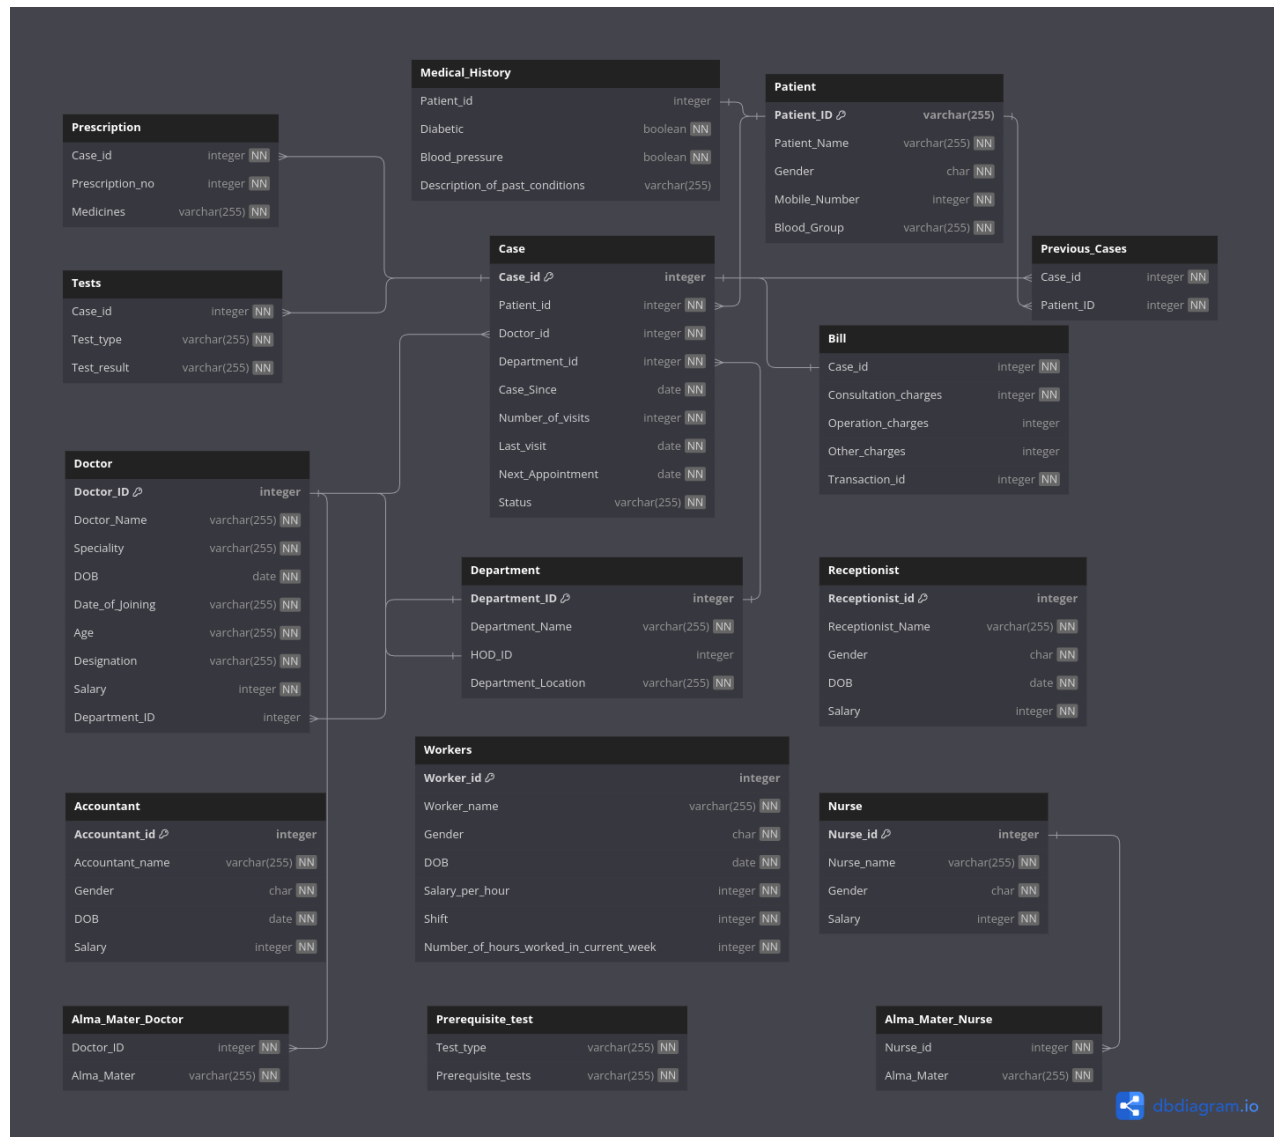 Medical_History
Patient_id integer
Diabetic boolean NN
Blood_pressure boolean NN
Description_of_past_conditions varchar(255)
Patient
Patient_ID varchar(255)
Patient_Name varchar(255) NN
Gender char NN
Mobile_Number integer NN
Blood_Group varchar(255) NN
Prescription
Case_id integer NN
Prescription_no integer NN
Medicines varchar(255) NN
Case
Case_id integer
Patient_id integer NN
Doctor_id integer NN
Department_id integer NN
Case_Since date NN
Number_of_visits integer NN
Last_visit date NN
Next_Appointment date NN
Status varchar(255) NN
Previous_Cases
Case_id integer NN
Patient_ID integer NN
Tests
Case_id integer NN
Test_type varchar(255) NN
Test_result varchar(255) NN
Bill
Case_id integer NN
Consultation_charges integer NN
Operation_charges integer
Other_charges integer
Transaction_id integer NN
Doctor
Doctor_ID integer
Doctor_Name varchar(255) NN
Speciality varchar(255) NN
DOB date NN
Date_of_Joining varchar(255) NN
Age varchar(255) NN
Designation varchar(255) NN
Salary integer NN
Department_ID integer
Department
Department_ID integer
Department_Name varchar(255) NN
HOD_ID integer
Department_Location varchar(255) NN
Receptionist
Receptionist_id integer
Receptionist_Name varchar(255) NN
Gender char NN
DOB date NN
Salary integer NN
Workers
Worker_id integer
Worker_name varchar(255) NN
Gender char NN
DOB date NN
Salary_per_hour integer NN
Shift integer NN
Number_of_hours_worked_in_current_week integer NN
Accountant
Accountant_id integer
Accountant_name varchar(255) NN
Gender char NN
DOB date NN
Salary integer NN
Nurse
Nurse_id integer
Nurse_name varchar(255) NN
Gender char NN
Salary integer NN
Alma_Mater_Doctor
Doctor_ID integer NN
Alma_Mater varchar(255) NN
Prerequisite_test
Test_type varchar(255) NN
Prerequisite_tests varchar(255) NN
Alma_Mater_Nurse
Nurse_id integer NN
Alma_Mater varchar(255) NN
dbdiagram.io